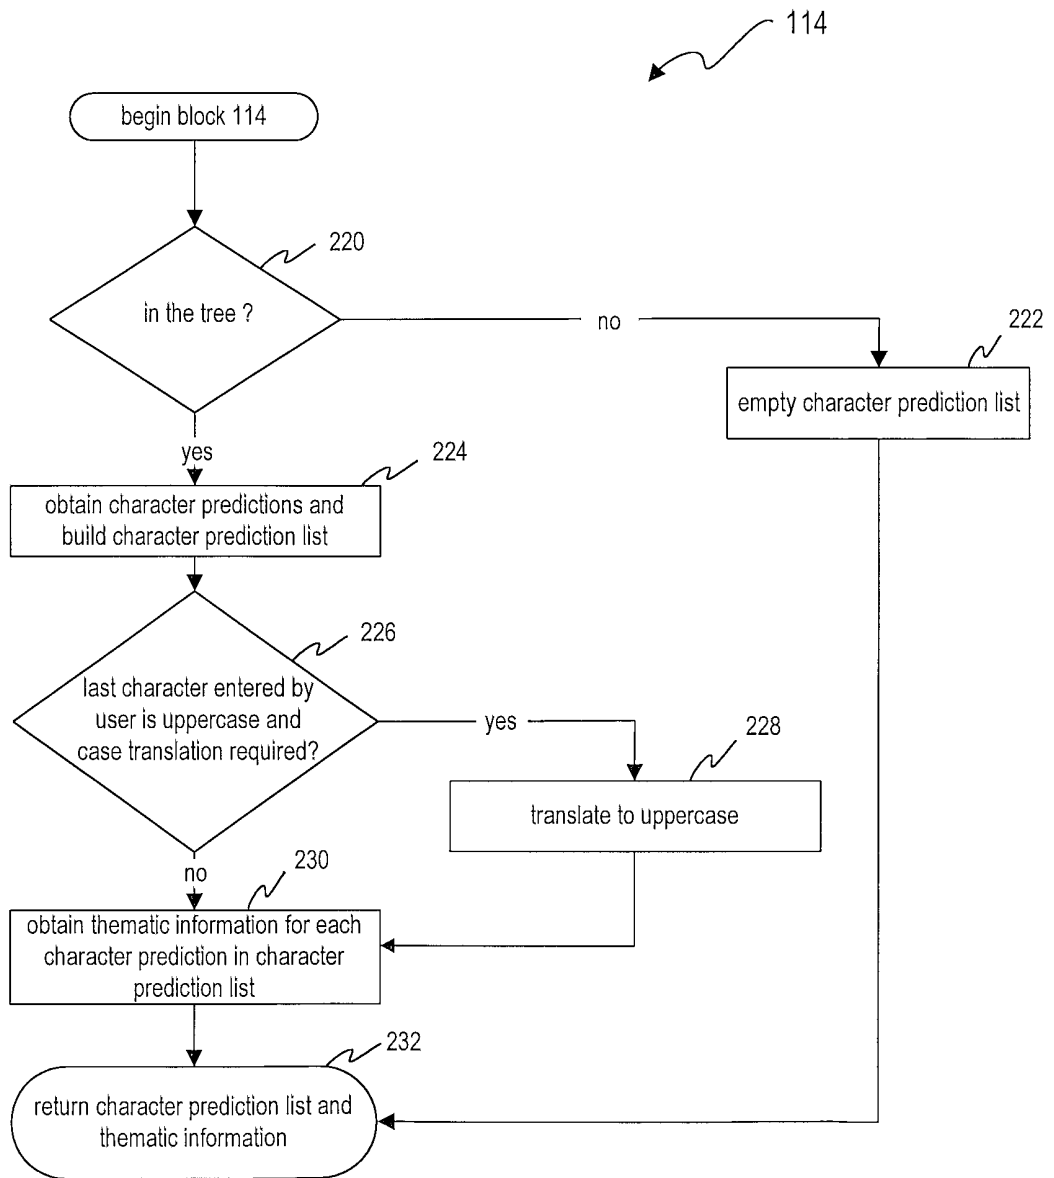 114
begin block 114
220
in the tree ?
no
222
empty character prediction list
yes
224
obtain character predictions and
build character prediction list
226
last character entered by
user is uppercase and
case translation required?
yes
228
translate to uppercase
no
230
obtain thematic information for each
character prediction in character
prediction list
232
return character prediction list and
thematic information